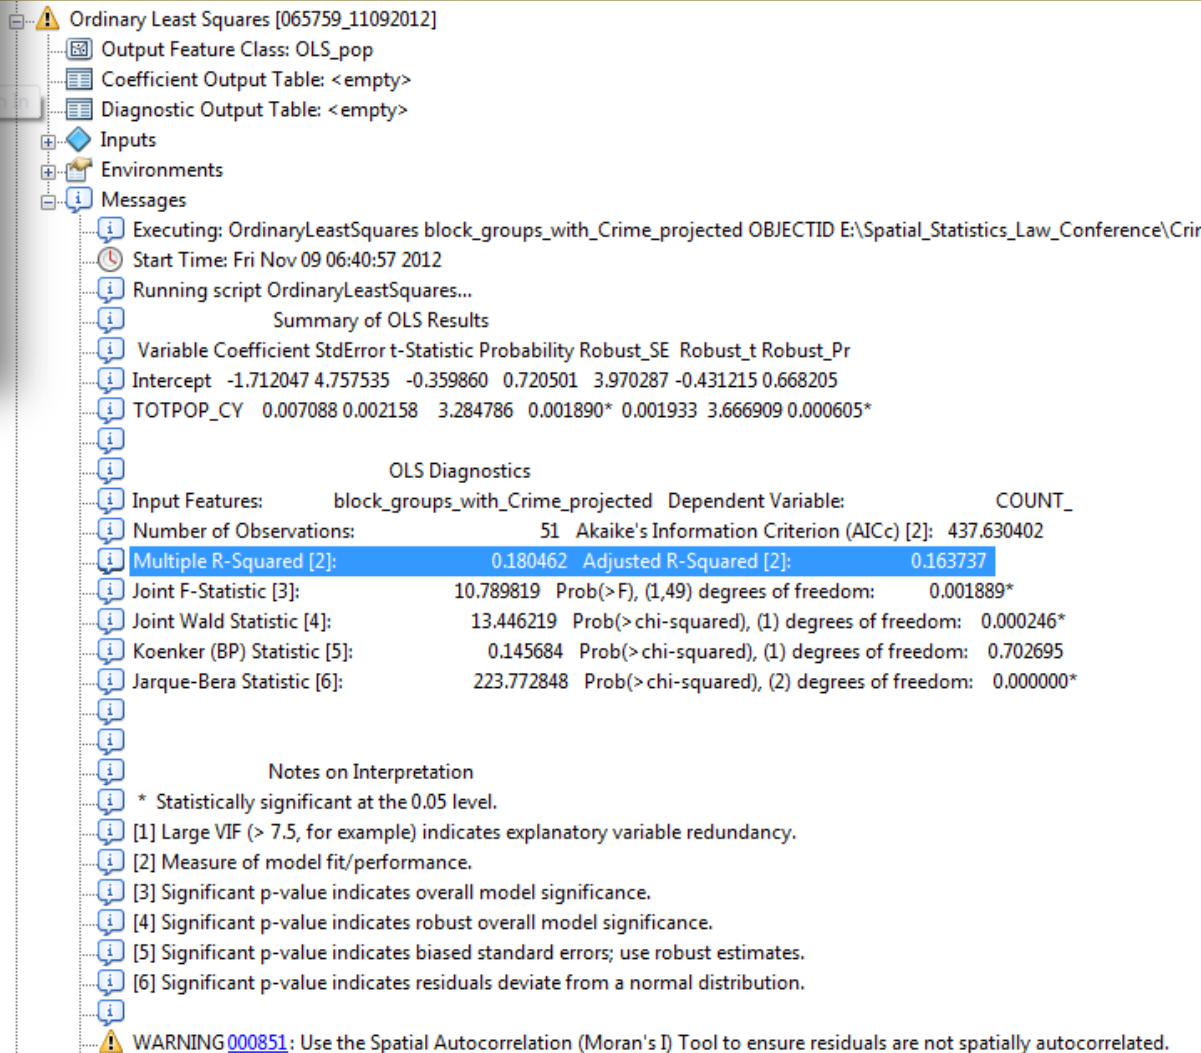 Ordinary Least Squares [065759_11092012]
Output Feature Class: OLS_pop
Coefficient Output Table: <empty>
Diagnostic Output Table: <empty>
Inputs
Environments
Messages
Executing: OrdinaryLeastSquares block_groups_with_Crime_projected OBJECTID E:\Spatial_Statistics_Law_Conference\Crim
Start Time: Fri Nov 09 06:40:57 2012
Running script OrdinaryLeastSquares...
Summary of OLS Results
Variable Coefficient StdError t-Statistic Probability Robust_SE Robust_t Robust_Pr
Intercept -1.712047 4.757535 -0.359860 0.720501 3.970287 -0.431215 0.668205
TOTPOP_CY 0.007088 0.002158 3.284786 0.001890* 0.001933 3.666909 0.000605*
OLS Diagnostics
Input Features: block_groups_with_Crime_projected Dependent Variable: COUNT_
Number of Observations: 51 Akaike's Information Criterion (AICc) [2]: 437.630402
Multiple R-Squared [2]: 0.180462 Adjusted R-Squared [2]: 0.163737
Joint F-Statistic [3]: 10.789819 Prob(>F), (1,49) degrees of freedom: 0.001889*
Joint Wald Statistic [4]: 13.446219 Prob(>chi-squared), (1) degrees of freedom: 0.000246*
Koenker (BP) Statistic [5]: 0.145684 Prob(>chi-squared), (1) degrees of freedom: 0.702695
Jarque-Bera Statistic [6]: 223.772848 Prob(>chi-squared), (2) degrees of freedom: 0.000000*
Notes on Interpretation
* Statistically significant at the 0.05 level.
[1] Large VIF (> 7.5, for example) indicates explanatory variable redundancy.
[2] Measure of model fit/performance.
[3] Significant p-value indicates overall model significance.
[4] Significant p-value indicates robust overall model significance.
[5] Significant p-value indicates biased standard errors; use robust estimates.
[6] Significant p-value indicates residuals deviate from a normal distribution.
WARNING 000851: Use the Spatial Autocorrelation (Moran's I) Tool to ensure residuals are not spatially autocorrelated.